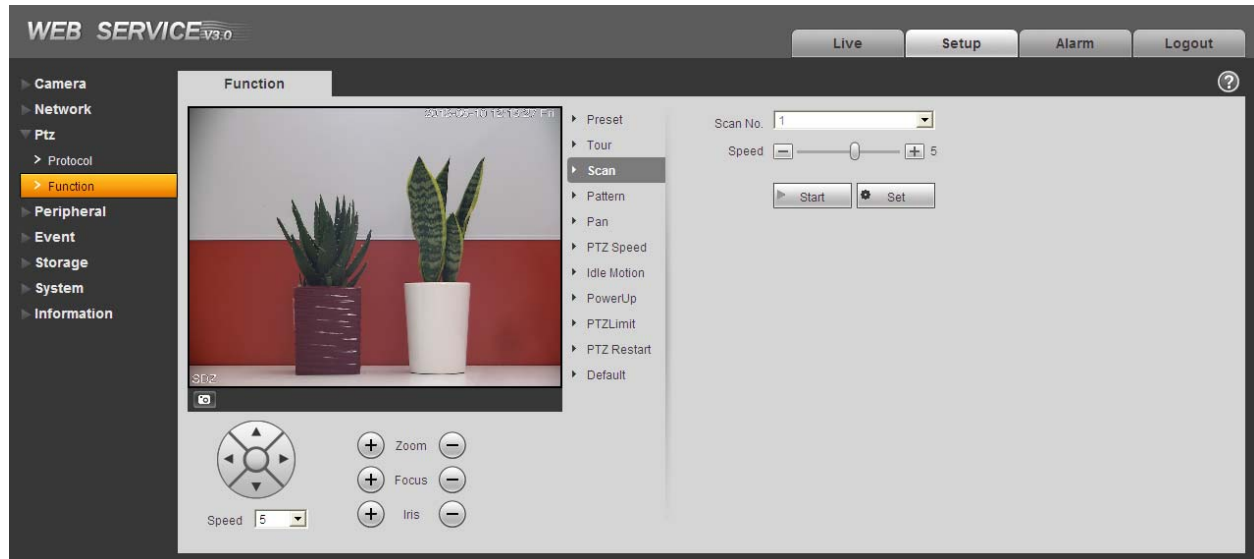 WEB SERVICE V3.0
Live
Setup
Alarm
Logout
Camera
Network
Ptz
> Protocol
> Function
Peripheral
Event
Storage
System
Information
Function
SDZ
Preset
Tour
Scan
Pattern
Pan
PTZ Speed
Idle Motion
PowerUp
PTZLimit
PTZ Restart
Default
Scan No. 1
Speed 5
Start
Set
Zoom
Focus
Iris
Speed 5